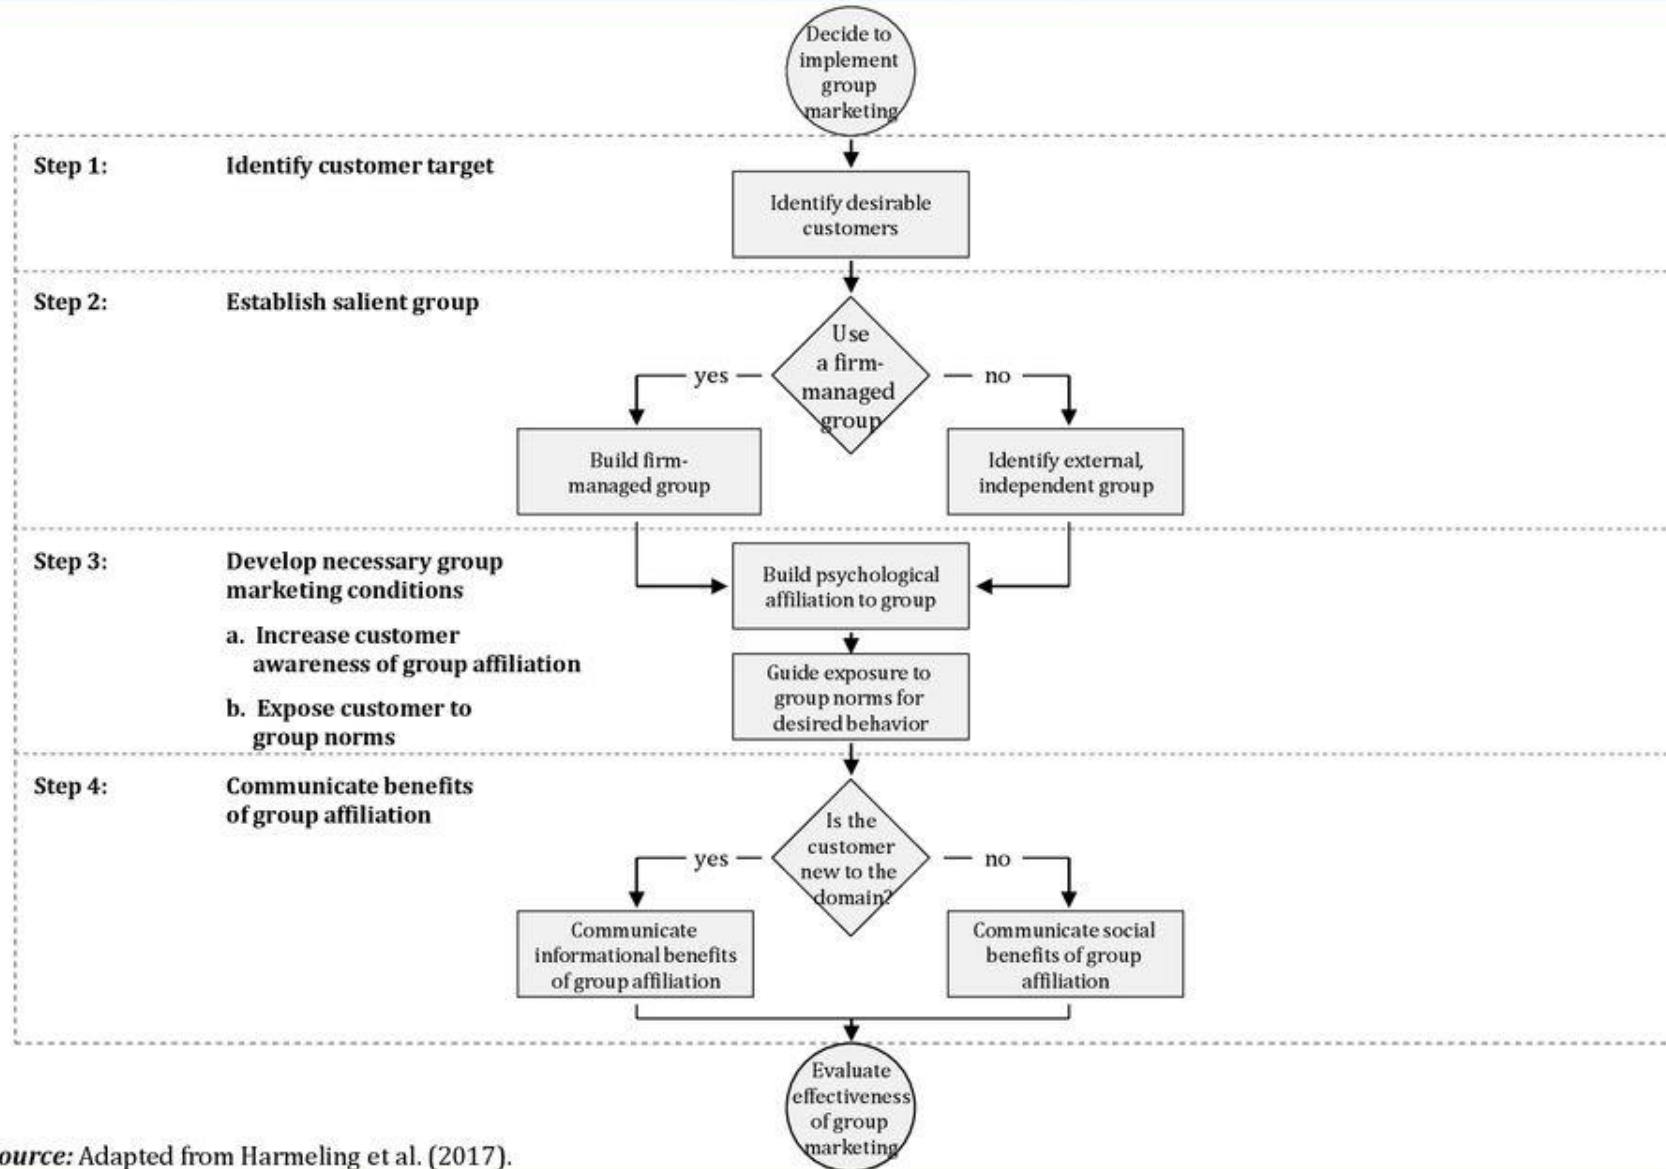 Decide to
implement
group
marketing
Step 1:
Identify customer target
Identify desirable
customers
Step 2:
Establish salient group
Use
a firm-
managed
group
yes
no
Build firm-
managed group
Identify external,
independent group
Step 3:
Develop necessary group
marketing conditions
a. Increase customer
awareness of group affiliation
b. Expose customer to
group norms
Build psychological
affiliation to group
Guide exposure to
group norms for
desired behavior
Step 4:
Communicate benefits
of group affiliation
Is the
customer
new to the
domain?
yes
no
Communicate
informational benefits
of group affiliation
Communicate social
benefits of group
affiliation
Evaluate
effectiveness
of group
marketing
ource: Adapted from Harmeling et al. (2017).